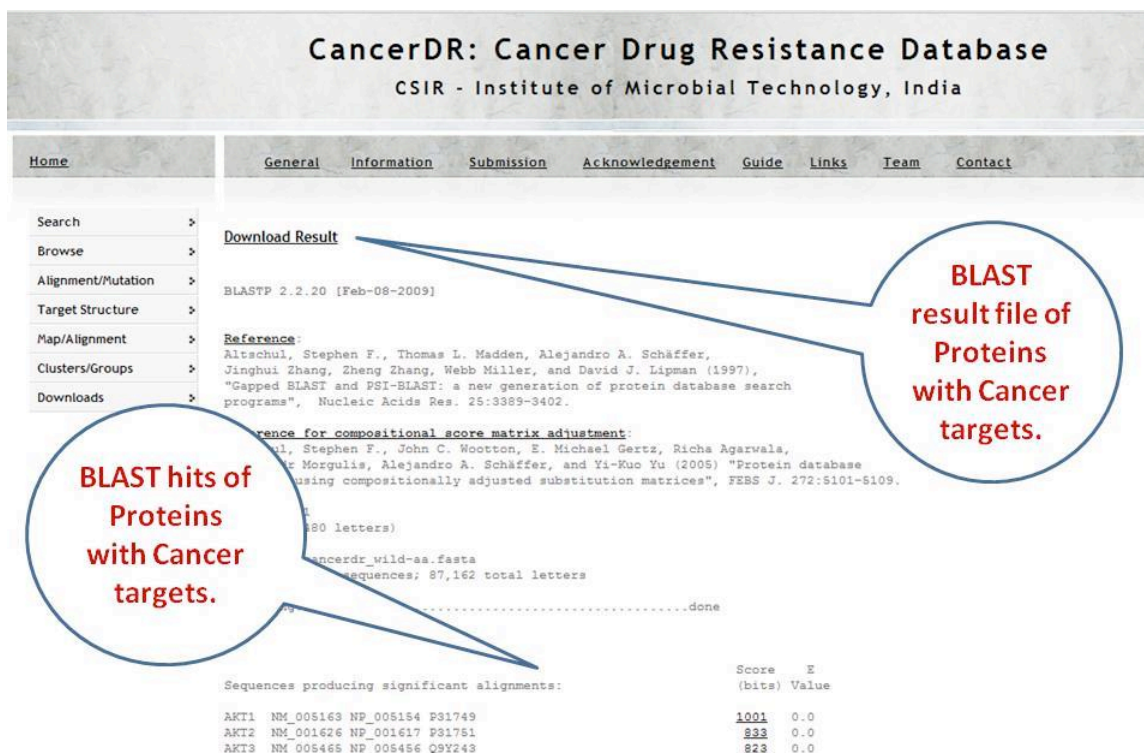 CancerDR: Cancer Drug Resistance Database
CSIR - Institute of Microbial Technology, India
Home
General Information Submission Acknowledgement Guide Links Team Contact
Search
Browse
Alignment/Mutation
Target Structure
Map/Alignment
Clusters/Groups
Downloads
Download Result
BLASTP 2.2.20 [Feb-08-2009]
Reference:
Altschul, Stephen F., Thomas L. Madden, Alejandro A. Schäffer,
Jinghui Zhang, Zheng Zhang, Webb Miller, and David J. Lipman (1997),
"Gapped BLAST and PSI-BLAST: a new generation of protein database search
programs", Nucleic Acids Res. 25:3389-3402.
for compositional score matrix adjustment:
Stephen F., John C. Wootton, E. Michael Gertz, Richa Agarwala,
Morgulis, Alejandro A. Schäffer, and Yi-Kuo Yu (2005) "Protein database
using compositionally adjusted substitution matrices", FEBS J. 272:5101-5109.
letters)
sequences; 87,162 total letters
done
BLAST
result file of
Proteins
with Cancer
targets.
BLAST hits of
Proteins
with Cancer
targets.
Score E
Sequences producing significant alignments: (bits) Value
AKT1 NM_005163 NP_005154 P31749 1001 0.0
AKT2 NM_001626 NP_001617 P31751 833 0.0
AKT3 NM_005465 NP_005456 Q9Y243 823 0.0